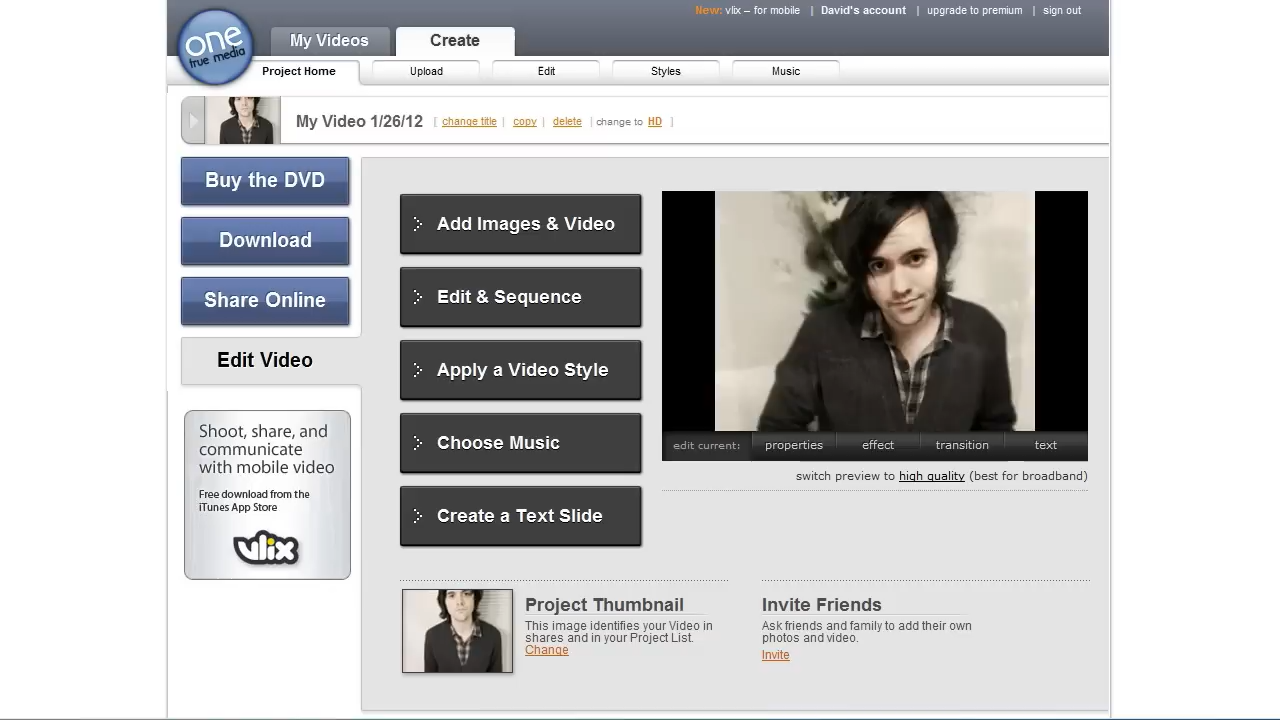 New: vlix – for mobile | David's account | upgrade to premium | sign out
one
true media
My Videos
Create
Project Home
Upload
Edit
Styles
Music
My Video 1/26/12 [ change title | copy | delete | change to HD ]
Buy the DVD
Download
Share Online
Edit Video
Shoot, share, and
communicate
with mobile video
Free download from the
iTunes App Store
vlix
Add Images & Video
Edit & Sequence
Apply a Video Style
Choose Music
Create a Text Slide
edit current: properties effect transition text
switch preview to high quality (best for broadband)
Project Thumbnail
This image identifies your Video in
shares and in your Project List.
Change
Invite Friends
Ask friends and family to add their own
photos and video.
Invite